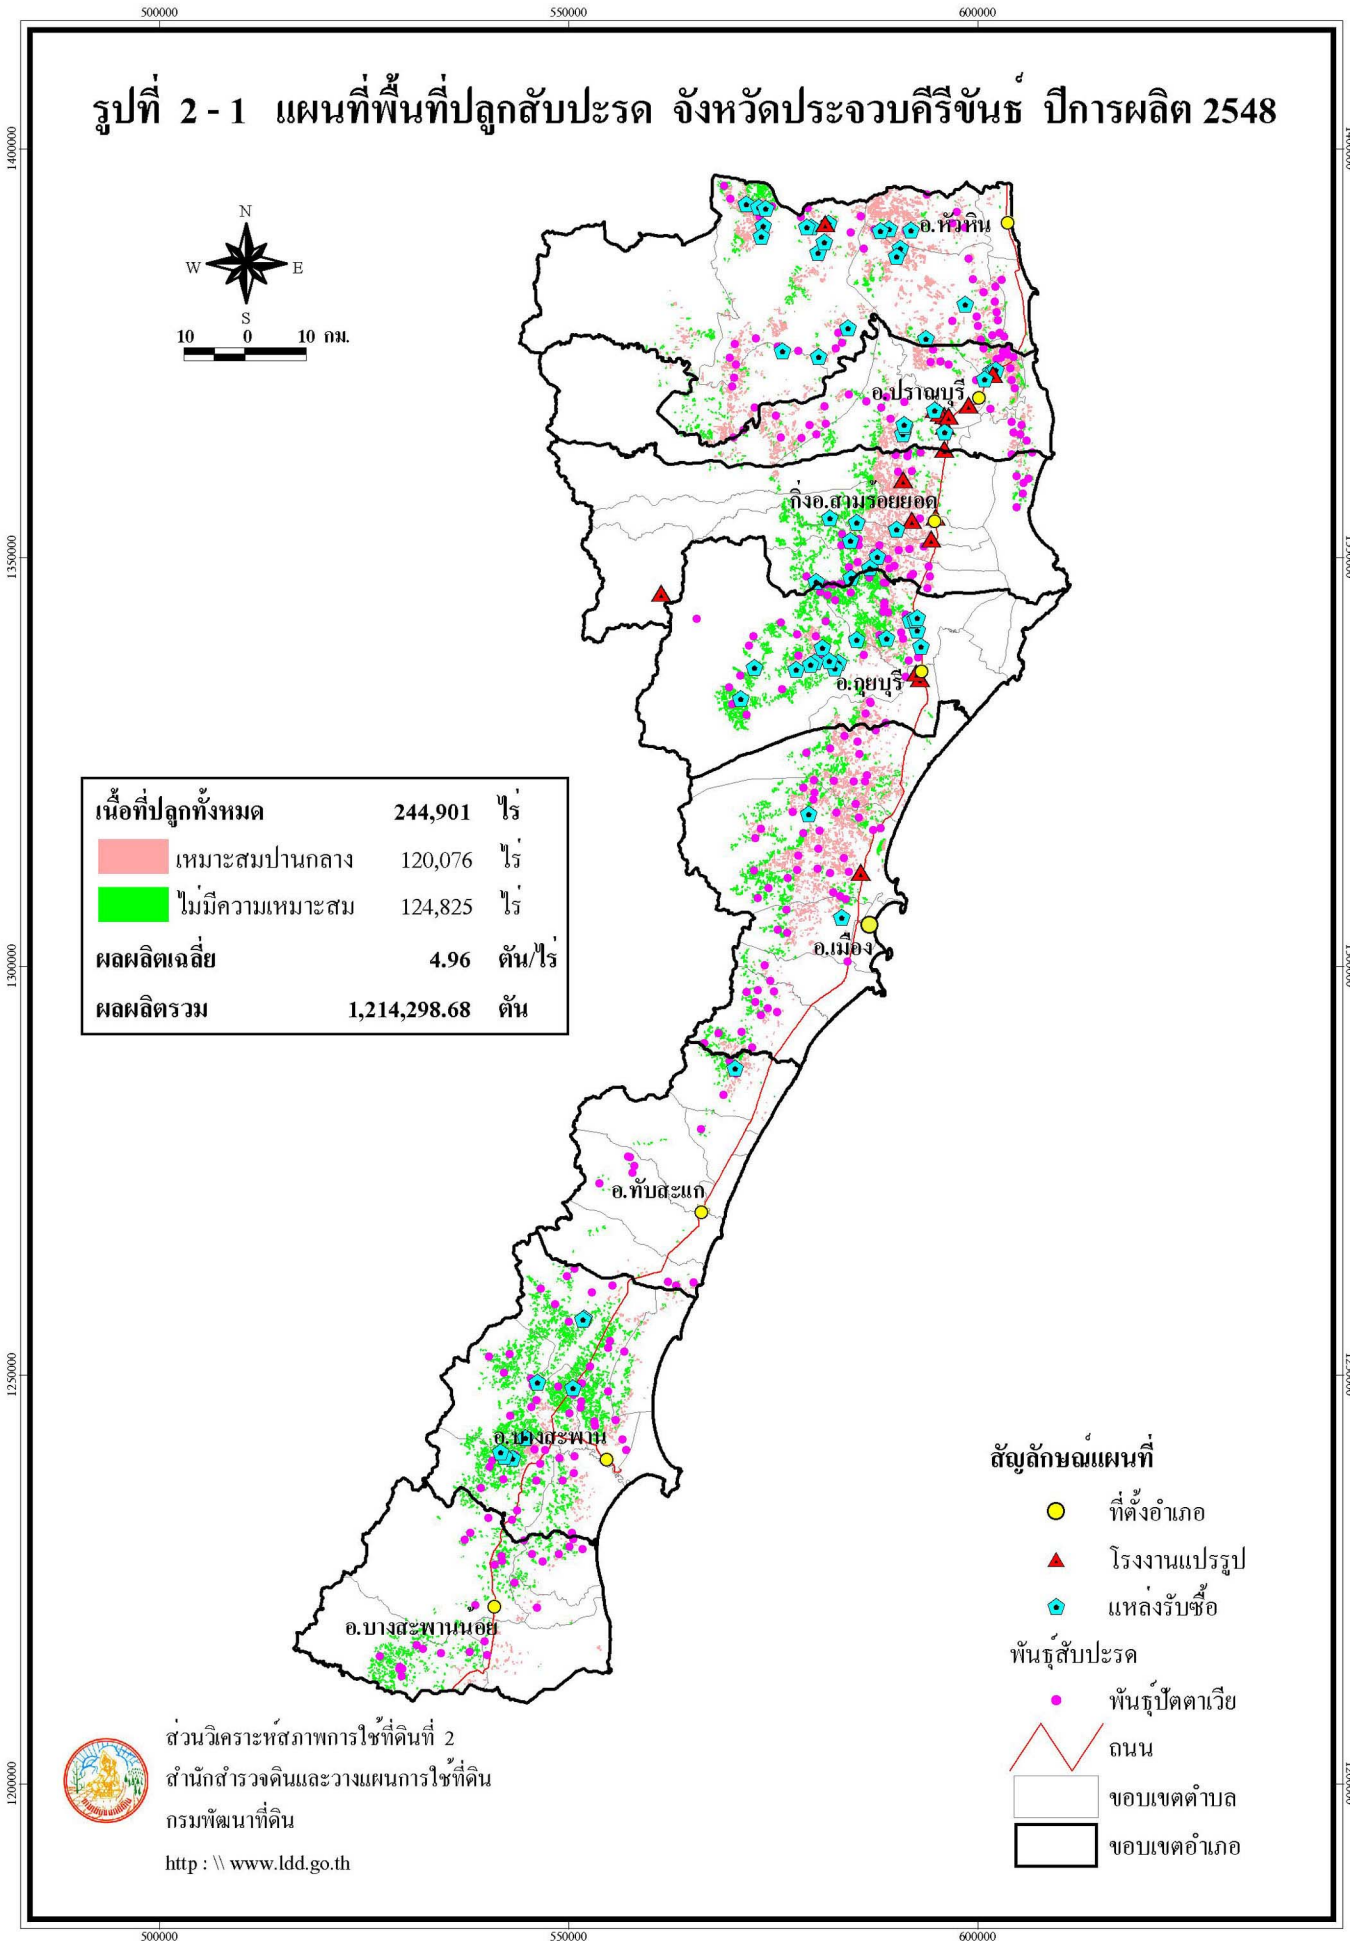 500000 550000 600000
รูปที่ 2 - 1 แผนที่พื้นที่ปลูกสับปะรด จังหวัดประจวบคีรีขันธ์ ปีการผลิต 2548
1400000 1400000
N
W E
S
10 0 10 กม.
อ.หัวหิน
อ.ปราณบุรี
กิ่งอ.สามร้อยยอด
1350000 1350000
อ.กุยบุรี
เนื้อที่ปลูกทั้งหมด 244,901 ไร่
เหมาะสมปานกลาง 120,076 ไร่
ไม่มีความเหมาะสม 124,825 ไร่
ผลผลิตเฉลี่ย 4.96 ตัน/ไร่
ผลผลิตรวม 1,214,298.68 ตัน
อ.เมือง
1300000 1300000
อ.ทับสะแก
1250000 1250000
อ.บางสะพาน
อ.บางสะพานน้อย
สัญลักษณ์แผนที่
ที่ตั้งอำเภอ
โรงงานแปรรูป
แหล่งรับซื้อ
พันธุ์สับปะรด
พันธุ์ปัตตาเวีย
ถนน
ขอบเขตตำบล
ขอบเขตอำเภอ
1200000 1200000
ส่วนวิเคราะห์สภาพการใช้ที่ดินที่ 2
สำนักสำรวจดินและวางแผนการใช้ที่ดิน
กรมพัฒนาที่ดิน
http : \\ www.ldd.go.th
500000 550000 600000